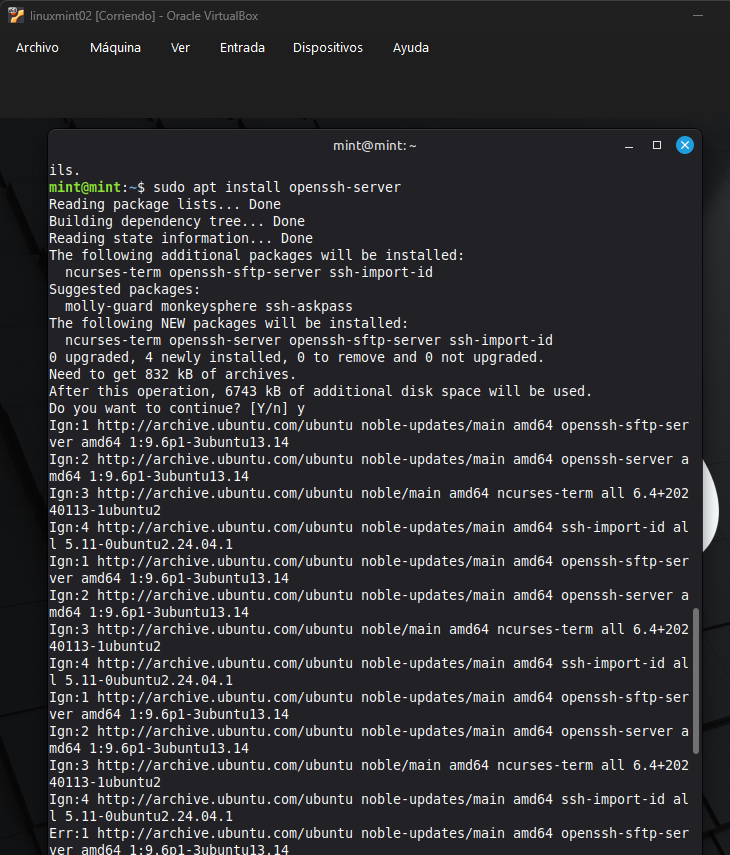 linuxmint02 [Corriendo] - Oracle VirtualBox
Archivo Máquina Ver Entrada Dispositivos Ayuda
mint@mint: ~
ils.
mint@mint:~$ sudo apt install openssh-server
Reading package lists... Done
Building dependency tree... Done
Reading state information... Done
The following additional packages will be installed:
  ncurses-term openssh-sftp-server ssh-import-id
Suggested packages:
  molly-guard monkeysphere ssh-askpass
The following NEW packages will be installed:
  ncurses-term openssh-server openssh-sftp-server ssh-import-id
0 upgraded, 4 newly installed, 0 to remove and 0 not upgraded.
Need to get 832 kB of archives.
After this operation, 6743 kB of additional disk space will be used.
Do you want to continue? [Y/n] y
Ign:1 http://archive.ubuntu.com/ubuntu noble-updates/main amd64 openssh-sftp-ser
ver amd64 1:9.6p1-3ubuntu13.14
Ign:2 http://archive.ubuntu.com/ubuntu noble-updates/main amd64 openssh-server a
md64 1:9.6p1-3ubuntu13.14
Ign:3 http://archive.ubuntu.com/ubuntu noble/main amd64 ncurses-term all 6.4+202
40113-1ubuntu2
Ign:4 http://archive.ubuntu.com/ubuntu noble-updates/main amd64 ssh-import-id al
l 5.11-0ubuntu2.24.04.1
Ign:1 http://archive.ubuntu.com/ubuntu noble-updates/main amd64 openssh-sftp-ser
ver amd64 1:9.6p1-3ubuntu13.14
Ign:2 http://archive.ubuntu.com/ubuntu noble-updates/main amd64 openssh-server a
md64 1:9.6p1-3ubuntu13.14
Ign:3 http://archive.ubuntu.com/ubuntu noble/main amd64 ncurses-term all 6.4+202
40113-1ubuntu2
Ign:4 http://archive.ubuntu.com/ubuntu noble-updates/main amd64 ssh-import-id al
l 5.11-0ubuntu2.24.04.1
Ign:1 http://archive.ubuntu.com/ubuntu noble-updates/main amd64 openssh-sftp-ser
ver amd64 1:9.6p1-3ubuntu13.14
Ign:2 http://archive.ubuntu.com/ubuntu noble-updates/main amd64 openssh-server a
md64 1:9.6p1-3ubuntu13.14
Ign:3 http://archive.ubuntu.com/ubuntu noble/main amd64 ncurses-term all 6.4+202
40113-1ubuntu2
Ign:4 http://archive.ubuntu.com/ubuntu noble-updates/main amd64 ssh-import-id al
l 5.11-0ubuntu2.24.04.1
Err:1 http://archive.ubuntu.com/ubuntu noble-updates/main amd64 openssh-sftp-ser
ver amd64 1:9.6p1-3ubuntu13.14